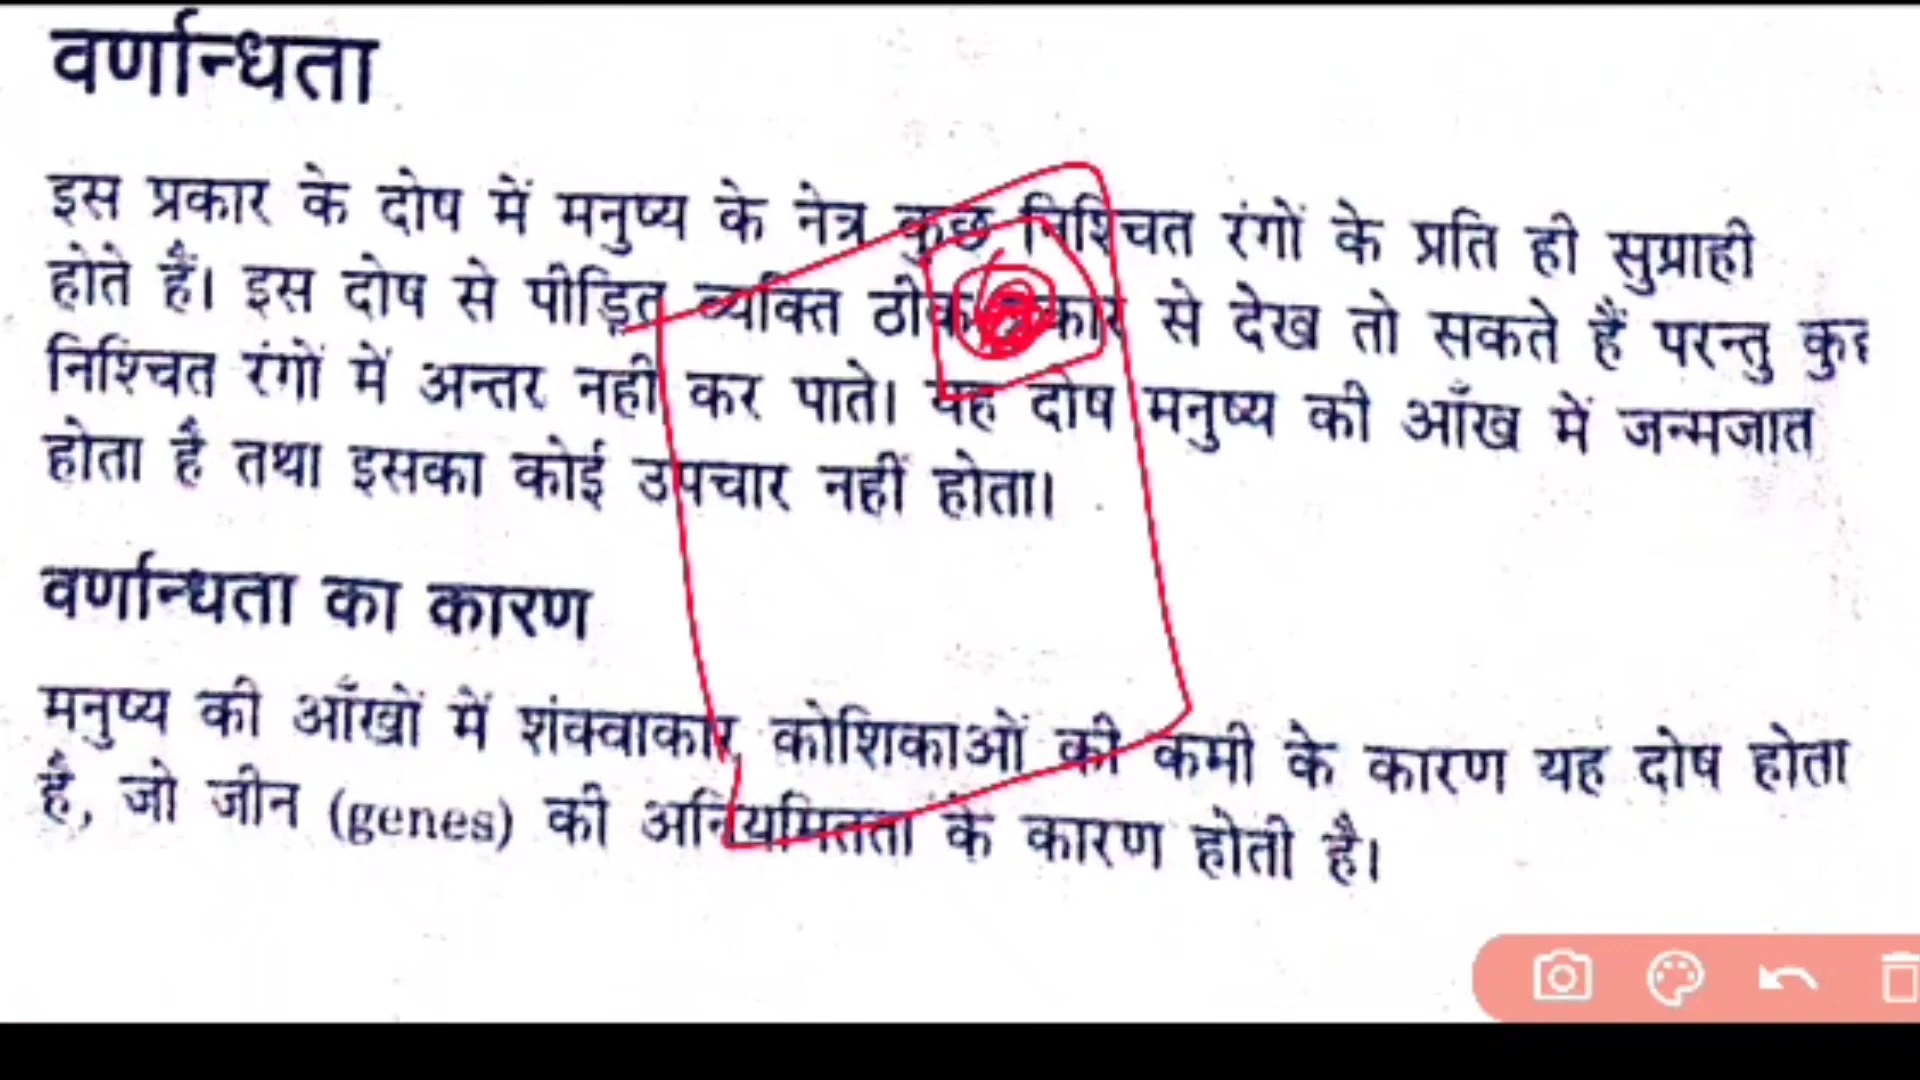 वर्णान्धता
इस प्रकार के दोष में मनुष्य के नेत्र कुछ निश्चित रंगों के प्रति ही सुग्राही
होते हैं। इस दोष से पीड़ित व्यक्ति ठीक प्रकार से देख तो सकते हैं परन्तु
निश्चित रंगों में अन्तर नहीं कर पाते। यह दोष मनुष्य की आँख में जन्मजात
होता है तथा इसका कोई उपचार नहीं होता।
वर्णान्धता का कारण
मनुष्य की आँखों में शंक्वाकार कोशिकाओं की कमी के कारण यह दोष होता
है, जो जीन (genes) की अनियमितता के कारण होती है।